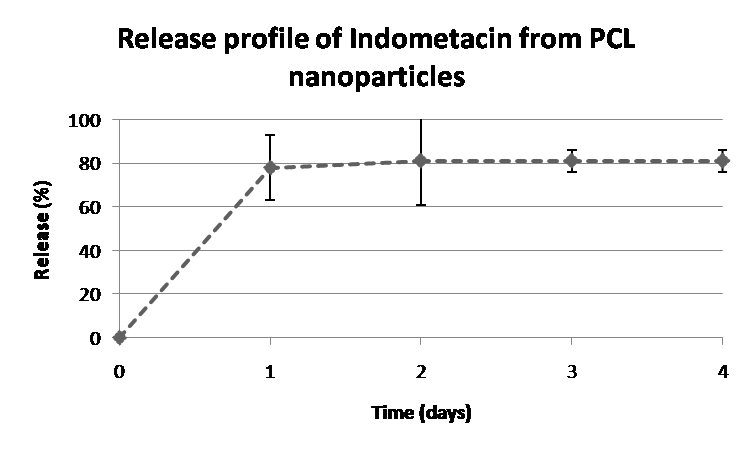 Release profile of Indometacin from PCL
nanoparticles
100
80
60
40
20
0
Release (%)
0 1 2 3 4
Time (days)